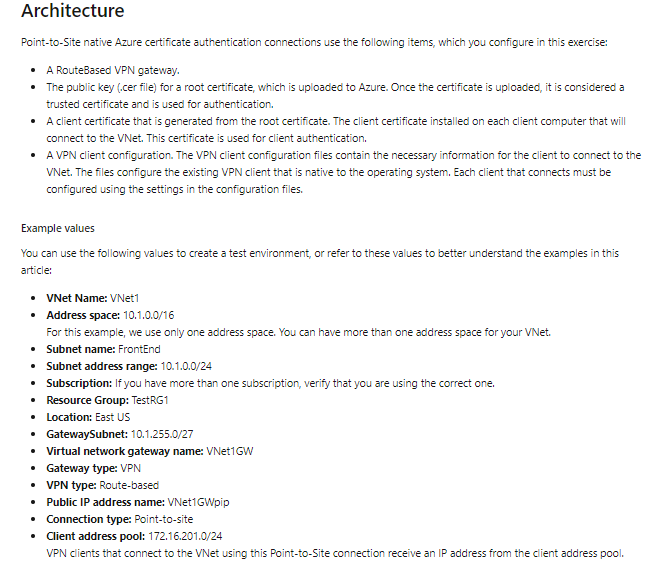 Architecture
Point-to-Site native Azure certificate authentication connections use the following items, which you configure in this exercise:
• A RouteBased VPN gateway.
• The public key (.cer file) for a root certificate, which is uploaded to Azure. Once the certificate is uploaded, it is considered a
trusted certificate and is used for authentication.
• A client certificate that is generated from the root certificate. The client certificate installed on each client computer that will
connect to the VNet. This certificate is used for client authentication.
• A VPN client configuration. The VPN client configuration files contain the necessary information for the client to connect to the
VNet. The files configure the existing VPN client that is native to the operating system. Each client that connects must be
configured using the settings in the configuration files.
Example values
You can use the following values to create a test environment, or refer to these values to better understand the examples in this
article:
• VNet Name: VNet1
• Address space: 10.1.0.0/16
For this example, we use only one address space. You can have more than one address space for your VNet.
• Subnet name: FrontEnd
• Subnet address range: 10.1.0.0/24
• Subscription: If you have more than one subscription, verify that you are using the correct one.
• Resource Group: TestRG1
• Location: East US
• GatewaySubnet: 10.1.255.0/27
• Virtual network gateway name: VNet1GW
• Gateway type: VPN
• VPN type: Route-based
• Public IP address name: VNet1GWpip
• Connection type: Point-to-site
• Client address pool: 172.16.201.0/24
VPN clients that connect to the VNet using this Point-to-Site connection receive an IP address from the client address pool.